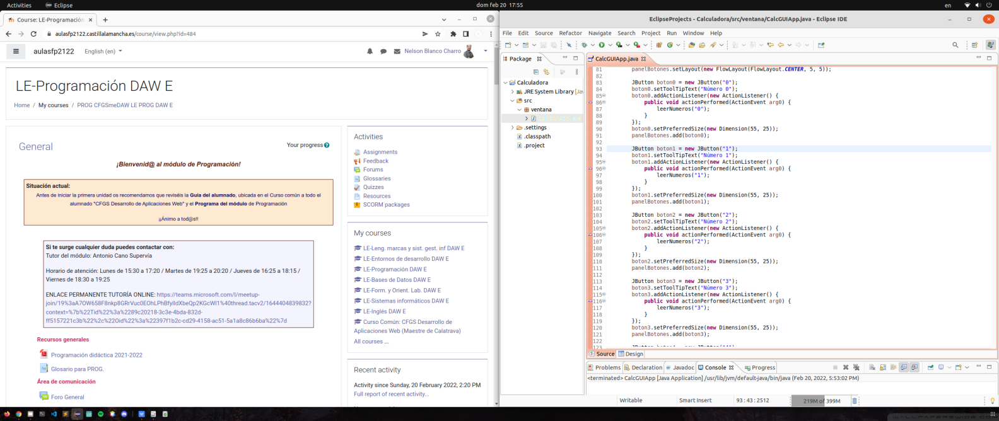 Activities
Eclipse
dom feb 20 17:55
en
Course: LE-Programación
aulasfp2122.castillalamancha.es/course/view.php?id=484
aulasfp2122
English (en)
Nelson Blanco Charro
LE-Programación DAW E
Home / My courses / PROG CFGSmeDAW LE PROG DAW E
General
Your progress
¡Bienvenid@ al módulo de Programación!
Situación actual:
Antes de iniciar la primera unidad os recomendamos que reviséis la Guía del alumnado, ubicada en el Curso común a todo el
alumnado "CFGS Desarrollo de Aplicaciones Web" y el Programa del módulo de Programación
¡¡Ánimo a tod@s!!
Si te surge cualquier duda puedes contactar con:
Tutor del módulo: Antonio Cano Supervía
Horario de atención: Lunes de 15:30 a 17:20 / Martes de 19:25 a 20:20 / Jueves de 16:25 a 18:15 /
Viernes de 18:30 a 19:25
ENLACE PERMANENTE TUTORÍA ONLINE: https://teams.microsoft.com/l/meetup-
join/19%3aA7OW658F8nkp8GRrVuc0EOhLPhBfylldXbeQp2KGcWI1%40thread.tacv2/1644404839832?
context=%7b%22Tid%22%3a%2289c20218-3c3e-4bda-832d-
ff5157221c3b%22%2c%22Oid%22%3a%22397f1b2c-cd29-4158-ac51-5a1a8c86b6ba%22%7d
Recursos generales
Programación didáctica 2021-2022
Glosario para PROG.
Área de comunicación
Foro General
Activities
Assignments
Feedback
Forums
Glossaries
Quizzes
Resources
SCORM packages
My courses
LE-Leng. marcas y sist. gest. inf DAW E
LE-Entornos de desarrollo DAW E
LE-Programación DAW E
LE-Bases de Datos DAW E
LE-Form. y Orient. Lab. DAW E
LE-Sistemas informáticos DAW E
LE-Inglés DAW E
Curso Común: CFGS Desarrollo de
Aplicaciones Web (Maestre de Calatrava)
All courses ...
Recent activity
Activity since Sunday, 20 February 2022, 2:20 PM
Full report of recent activity...
EclipseProjects - Calculadora/src/ventana/CalcGUIApp.java - Eclipse IDE
File Edit Source Refactor Navigate Search Project Run Window Help
Package
Calculadora
JRE System Library [Jav
src
ventana
.settings
.classpath
.project
CalcGUIApp.java
81 panelBotones.setLayout(new FlowLayout(FlowLayout.CENTER, 5, 5));
82
83 JButton boton0 = new JButton("0");
84 boton0.setToolTipText("Número 0");
85 boton0.addActionListener(new ActionListener() {
86 public void actionPerformed(ActionEvent arg0) {
87 leerNumeros("0");
88 }
89 });
90 boton0.setPreferredSize(new Dimension(55, 25));
91 panelBotones.add(boton0);
92
93 JButton boton1 = new JButton("1");
94 boton1.setToolTipText("Número 1");
95 boton1.addActionListener(new ActionListener() {
96 public void actionPerformed(ActionEvent arg0) {
97 leerNumeros("1");
98 }
99 });
100 boton1.setPreferredSize(new Dimension(55, 25));
101 panelBotones.add(boton1);
102
103 JButton boton2 = new JButton("2");
104 boton2.setToolTipText("Número 2");
105 boton2.addActionListener(new ActionListener() {
106 public void actionPerformed(ActionEvent arg0) {
107 leerNumeros("2");
108 }
109 });
110 boton2.setPreferredSize(new Dimension(55, 25));
111 panelBotones.add(boton2);
112
113 JButton boton3 = new JButton("3");
114 boton3.setToolTipText("Número 3");
115 boton3.addActionListener(new ActionListener() {
116 public void actionPerformed(ActionEvent arg0) {
117 leerNumeros("3");
118 }
119 });
120 boton3.setPreferredSize(new Dimension(55, 25));
121 panelBotones.add(boton3);
122
123
Source Design
Problems Declaration Javadoc Console Progress
<terminated> CalcGUIApp [Java Application] /usr/lib/jvm/default-java/bin/java (Feb 20, 2022, 5:53:02 PM)
Writable
Smart Insert
93 : 43 : 2512
219M of 399M